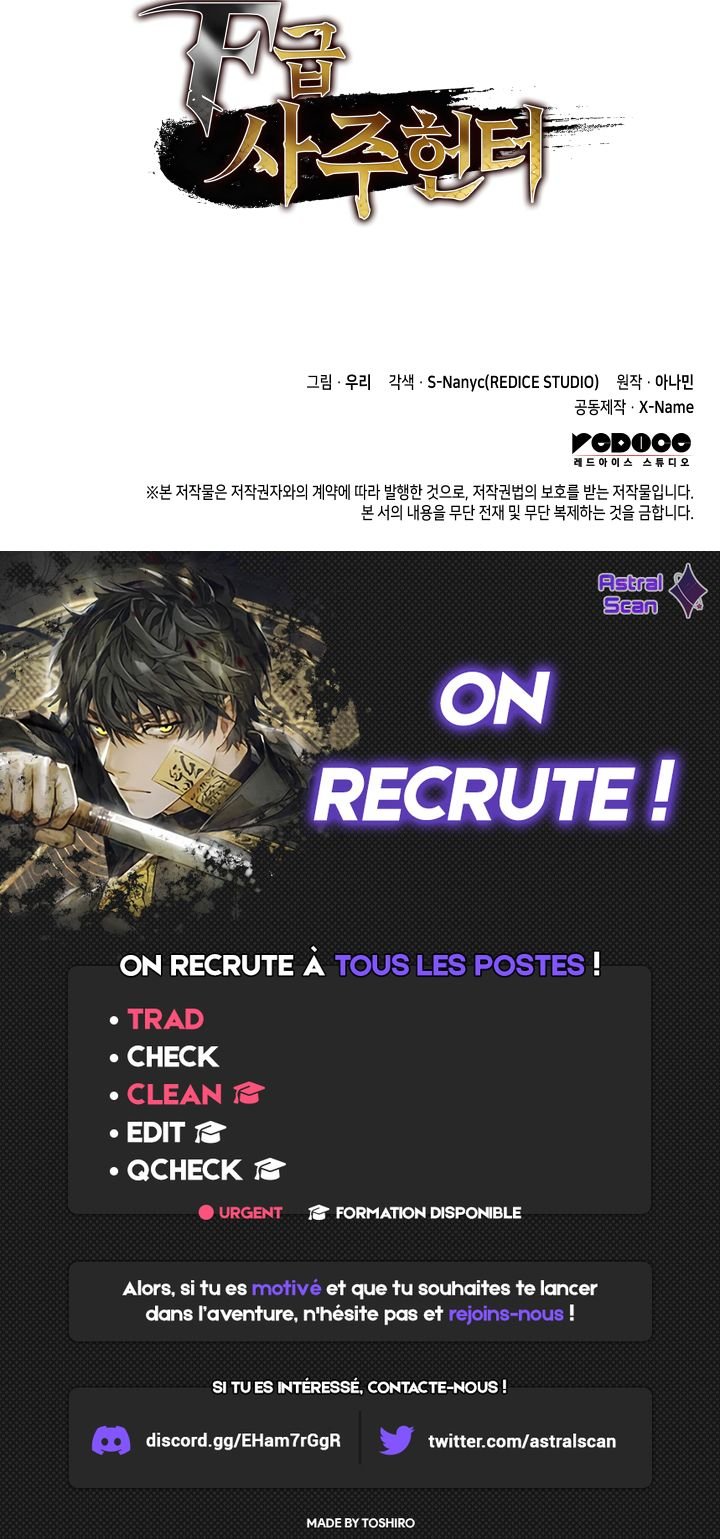 F급
사주헌터
그림 · 우리 각색 · S-Nanyc(REDICE STUDIO) 원작 · 아나민
공동제작 · X-Name
REDICE
레드아이스 스튜디오
※본 저작물은 저작권자와의 계약에 따라 발행한 것으로, 저작권법의 보호를 받는 저작물입니다.
본 서의 내용을 무단 전재 및 무단 복제하는 것을 금합니다.
Astral
Scan
ON
RECRUTE !
ON RECRUTE À TOUS LES POSTES !
• TRAD
• CHECK
• CLEAN
• EDIT
• QCHECK
URGENT FORMATION DISPONIBLE
Alors, si tu es motivé et que tu souhaites te lancer
dans l'aventure, n'hésite pas et rejoins-nous !
SI TU ES INTÉRESSÉ, CONTACTE-NOUS !
discord.gg/EHam7rGgR twitter.com/astralscan
MADE BY TOSHIRO